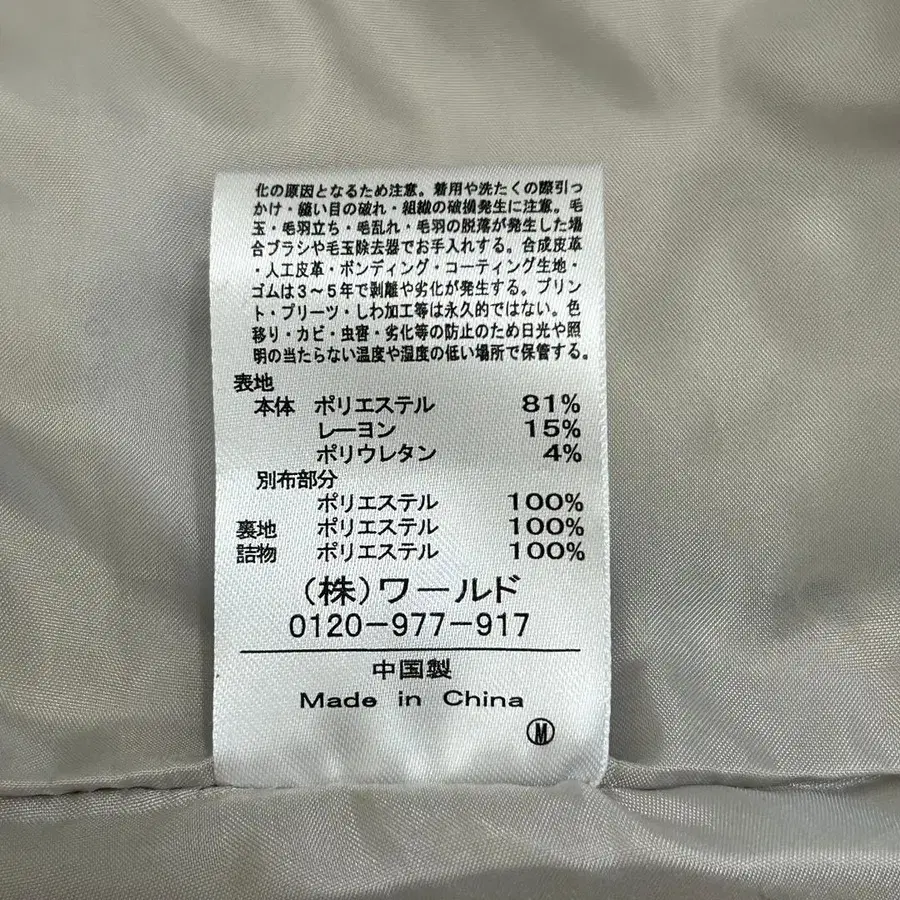 化の原因となるため注意。着用や洗たくの際引っ
かけ・縫い目の破れ・組織の破損発生に注意。毛
玉・毛羽立ち・毛乱れ・毛羽の脱落が発生した場
合ブラシや毛玉除去器でお手入れする。合成皮革
・人工皮革・ボンディング・コーティング生地・
ゴムは3〜5年で剥離や劣化が発生する。プリン
ト・プリーツ・しわ加工等は永久的ではない。色
移り・カビ・虫害・劣化等の防止のため日光や照
明の当たらない温度や湿度の低い場所で保管する。
表地
本体 ポリエステル 81%
レーヨン 15%
ポリウレタン 4%
別布部分
ポリエステル 100%
裏地 ポリエステル 100%
詰物 ポリエステル 100%
(株)ワールド
0120-977-917
中国製
Made in China
Ⓜ